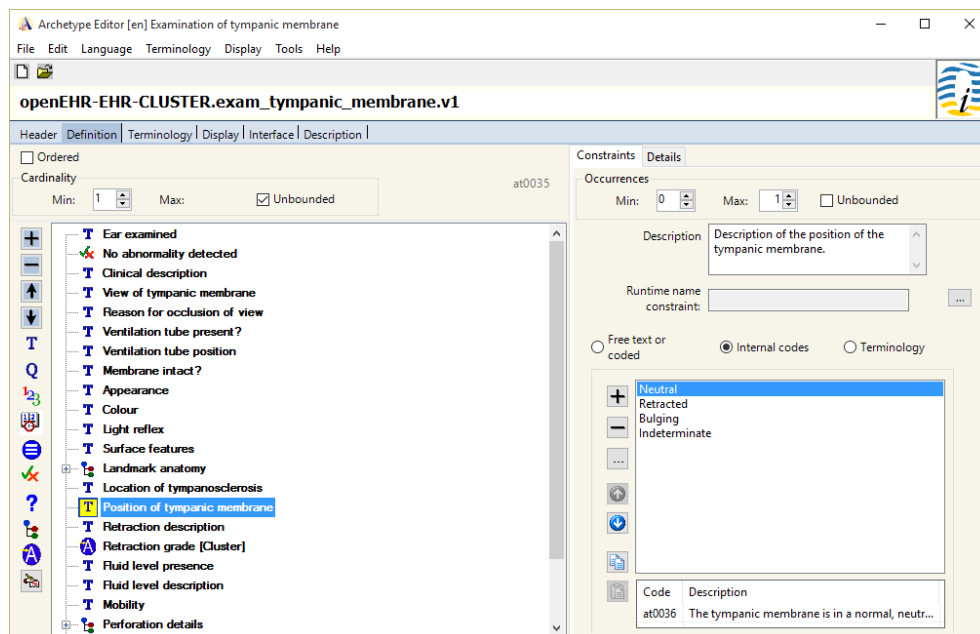 Archetype Editor [en] Examination of tympanic membrane
File Edit Language Terminology Display Tools Help
openEHR-EHR-CLUSTER.exam_tympanic_membrane.v1
Header Definition Terminology Display Interface Description
Ordered
Cardinality
Min: 1 Max: Unbounded
at0035
Ear examined
No abnormality detected
Clinical description
View of tympanic membrane
Reason for occlusion of view
Ventilation tube present?
Ventilation tube position
Membrane intact?
Appearance
Colour
Light reflex
Surface features
Landmark anatomy
Location of tympanosclerosis
Position of tympanic membrane
Retraction description
Retraction grade [Cluster]
Fluid level presence
Fluid level description
Mobility
Perforation details
Constraints Details
Occurrences
Min: 0 Max: 1 Unbounded
Description Description of the position of the
tympanic membrane.
Runtime name
constraint: ...
Free text or
coded
Internal codes Terminology
Neutral
Retracted
Bulging
Indeterminate
...
Code Description
at0036 The tympanic membrane is in a normal, neutr...